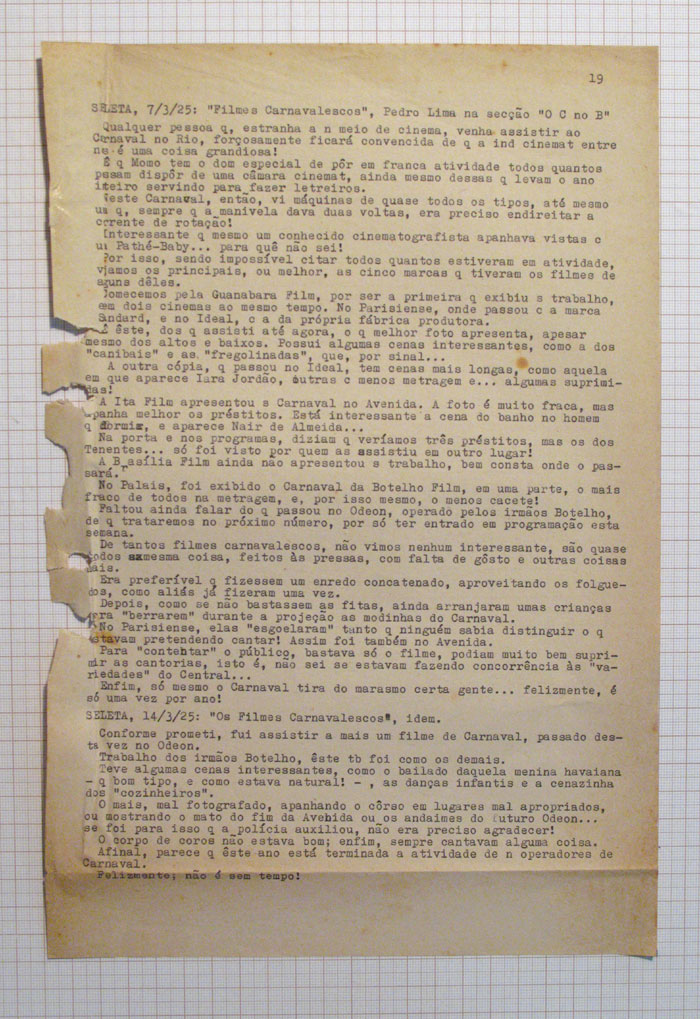 19
SELETA, 7/3/25: "Filmes Carnavalescos", Pedro Lima na secção "O C no B"
Qualquer pessoa q, estranha a n meio de cinema, venha assistir ao
Carnaval no Rio, forçosamente ficará convencida de q a ind cinemat entre
nó é uma coisa grandiosa!
É q Momo tem o dom especial de pôr em franca atividade todos quantos
possam dispôr de uma câmara cinemat, ainda mesmo dessas q levam o ano
inteiro servindo para fazer letreiros.
Neste Carnaval, então, vi máquinas de quase todos os tipos, até mesmo
uma q, sempre q a manivela dava duas voltas, era preciso endireitar a
corrente de rotação!
Interessante q mesmo um conhecido cinematografista apanhava vistas c
um Pathé-Baby... para quê não sei!
Por isso, sendo impossível citar todos quantos estiveram em atividade,
vejamos os principais, ou melhor, as cinco marcas q tiveram os filmes de
alguns dêles.
Comecemos pela Guanabara Film, por ser a primeira q exibiu s trabalho,
em dois cinemas ao mesmo tempo. No Parisiense, onde passou c a marca
Standard, e no Ideal, c a da própria fábrica produtora.
É êste, dos q assisti até agora, o q melhor foto apresenta, apesar
mesmo dos altos e baixos. Possui algumas cenas interessantes, como a dos
"canibais" e as "fregolinadas", que, por sinal...
A outra cópia, q passou no Ideal, tem cenas mais longas, como aquela
em que aparece Iara Jordão, outras c menos metragem e... algumas suprimi-
das!
A Ita Film apresentou s Carnaval no Avenida. A foto é muito fraca, mas
apanha melhor os préstitos. Está interessante a cena do banho no homem
q dormir, e aparece Nair de Almeida...
Na porta e nos programas, diziam q veríamos três préstitos, mas os dos
Tenentes... só foi visto por quem as assistiu em outro lugar!
A Brasília Film ainda não apresentou s trabalho, bem consta onde o pas-
sará.
No Palais, foi exibido o Carnaval da Botelho Film, em uma parte, o mais
fraco de todos na metragem, e, por isso mesmo, o menos cacete!
Faltou ainda falar do q passou no Odeon, operado pelos irmãos Botelho,
de q trataremos no próximo número, por só ter entrado em programação esta
semana.
De tantos filmes carnavalescos, não vimos nenhum interessante, são quase
todos a mesma coisa, feitos às pressas, com falta de gôsto e outras coisas
mais.
Era preferível q fizessem um enredo concatenado, aproveitando os folgue-
dos, como aliás já fizeram uma vez.
Depois, como se não bastassem as fitas, ainda arranjaram umas crianças
para "berrarem" durante a projeção as modinhas do Carnaval.
No Parisiense, elas "esgoelaram" tanto q ninguém sabia distinguir o q
estavam pretendendo cantar! Assim foi também no Avenida.
Para "contentar" o público, bastava só o filme, podiam muito bem supri-
mir as cantorias, isto é, não sei se estavam fazendo concorrência às "va-
riedades" do Central...
Enfim, só mesmo o Carnaval tira do marasmo certa gente... felizmente, é
só uma vez por ano!
SELETA, 14/3/25: "Os Filmes Carnavalescos", idem.
Conforme prometi, fui assistir a mais um filme de Carnaval, passado des-
ta vez no Odeon.
Trabalho dos irmãos Botelho, êste tb foi como os demais.
Teve algumas cenas interessantes, como o bailado daquela menina havaiana
- q bom tipo, e como estava natural! - , as danças infantis e a cenazinha
dos "cozinheiros".
O mais, mal fotografado, apanhando o côrso em lugares mal apropriados,
ou mostrando o mato do fim da Avenida ou os andaimes do futuro Odeon...
se foi para isso q a polícia auxiliou, não era preciso agradecer!
O corpo de coros não estava bom; enfim, sempre cantavam alguma coisa.
Afinal, parece q êste ano está terminada a atividade de n operadores de
Carnaval.
Felizmente; não é sem tempo!